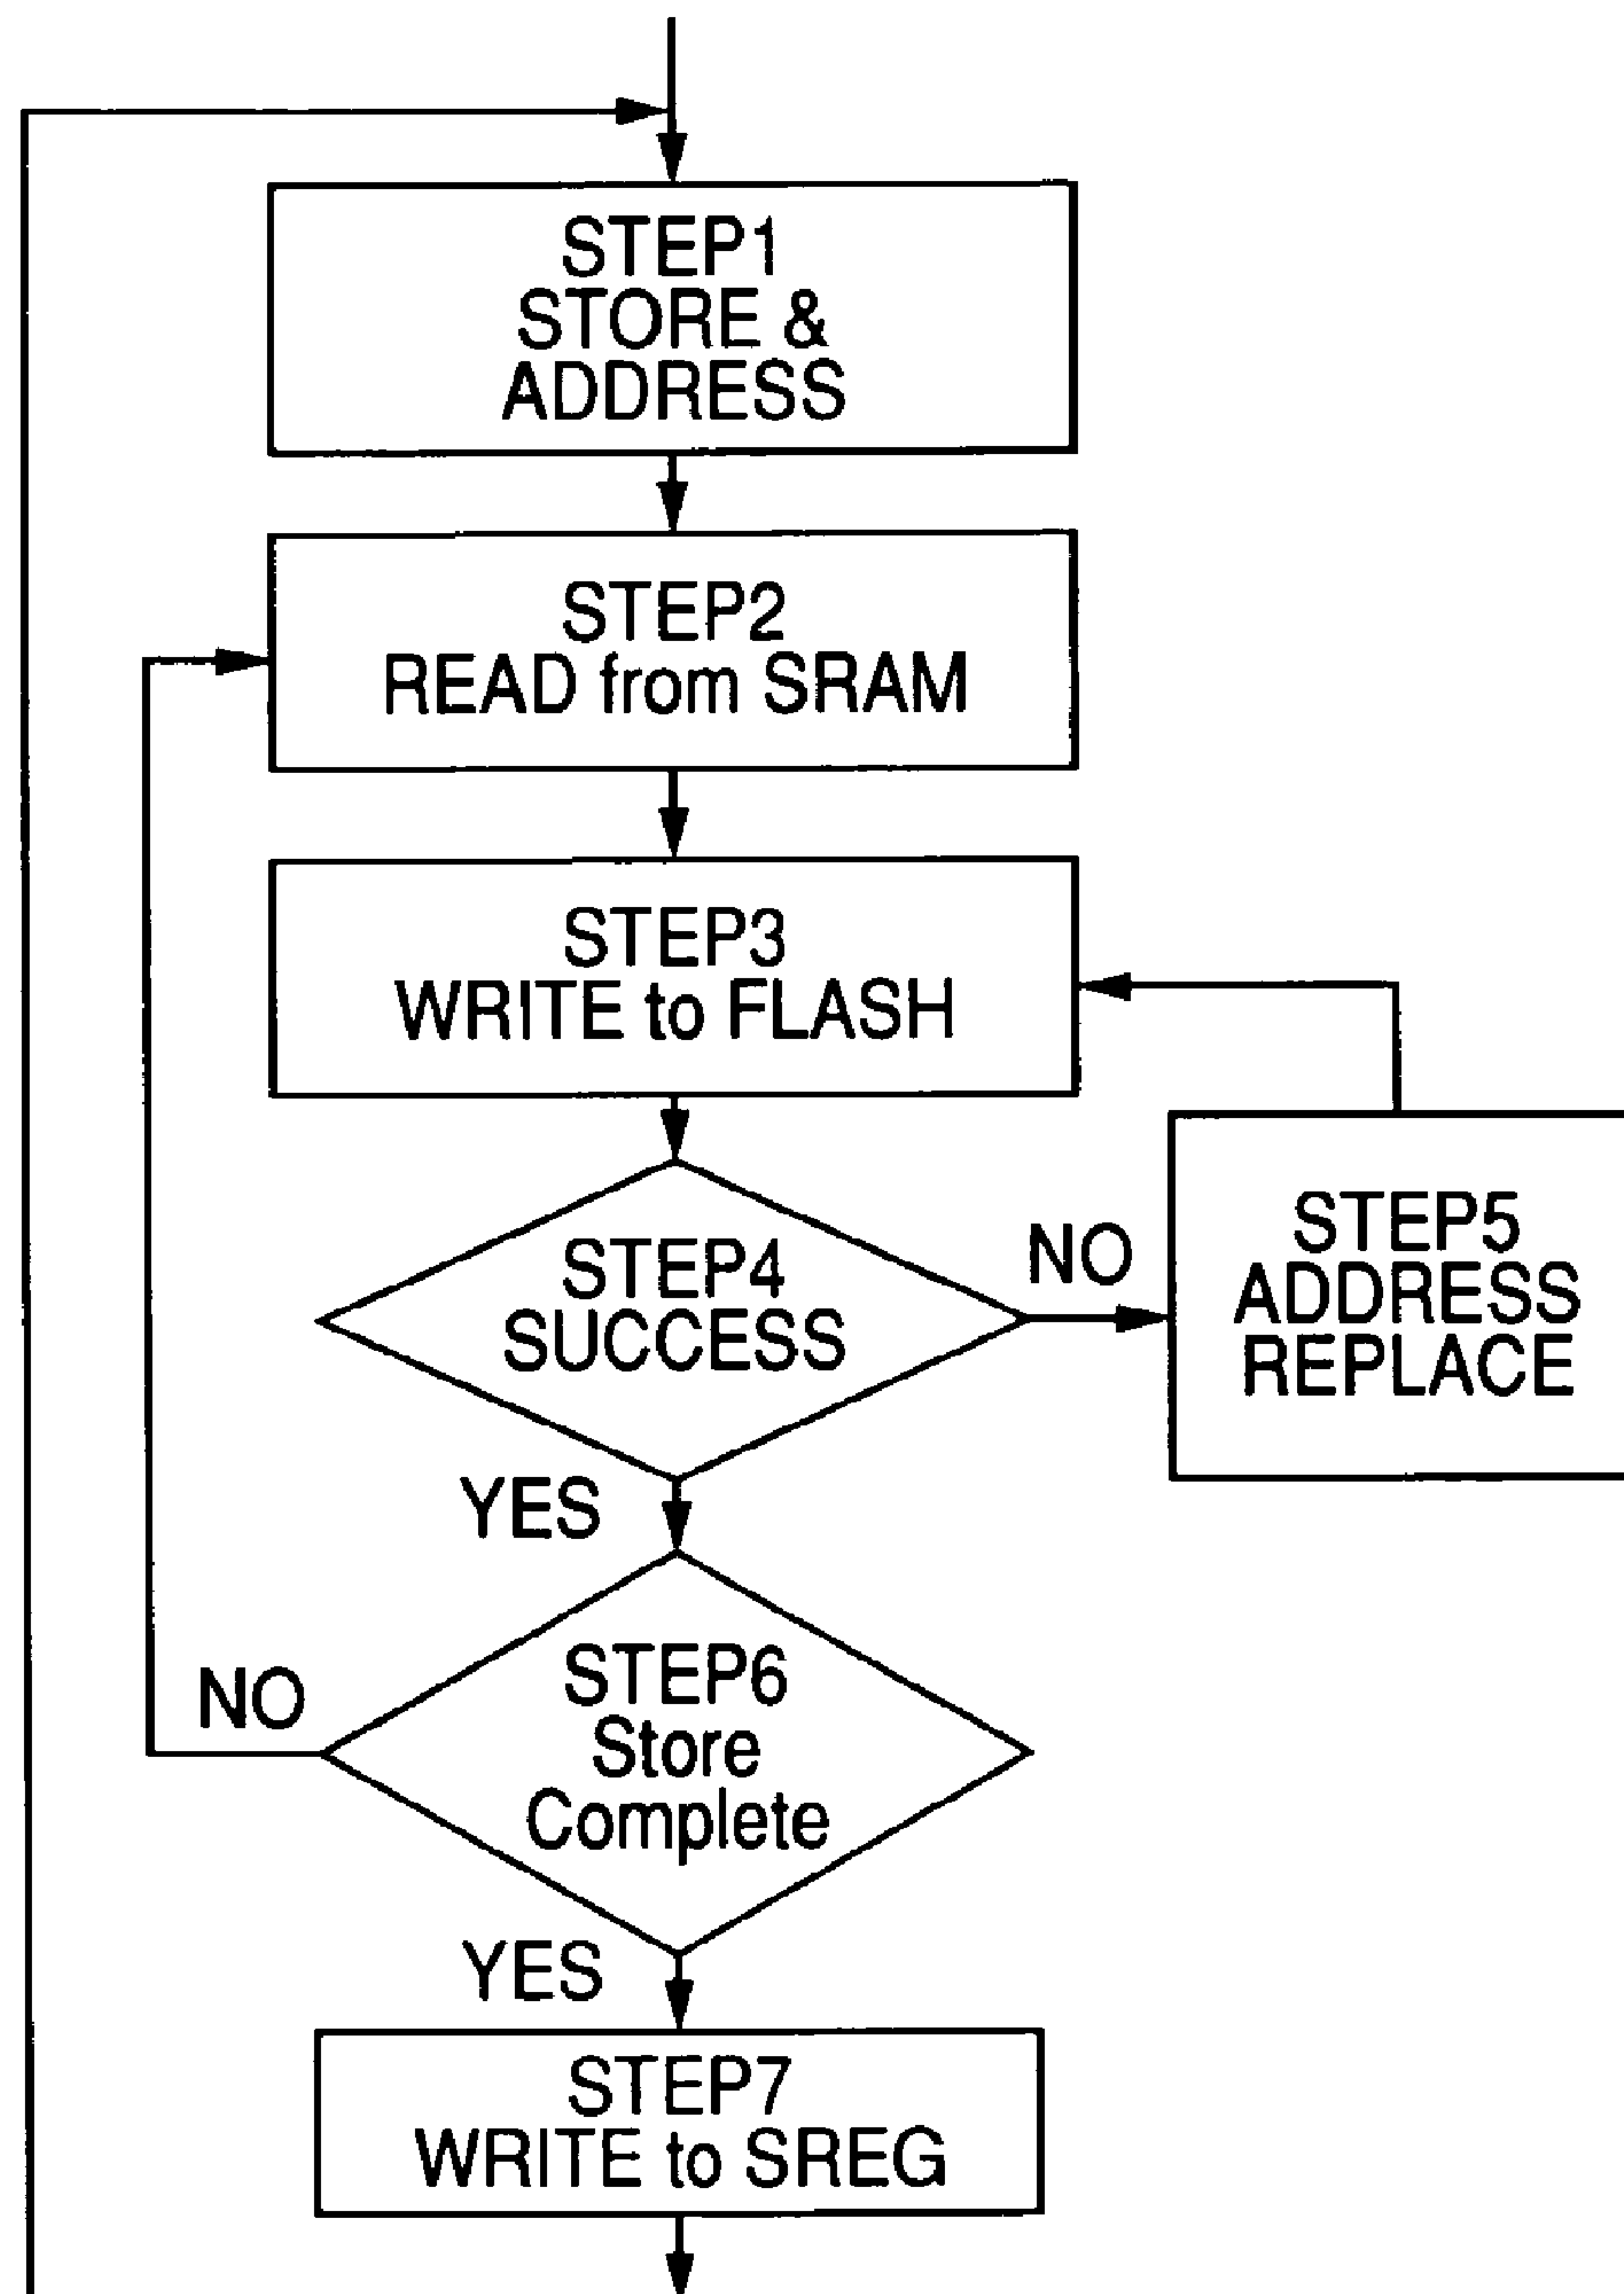 STEP1
STORE &
ADDRESS
STEP2
READ from SRAM
STEP3
WRITE to FLASH
STEP4
SUCCESS
NO
STEP5
ADDRESS
REPLACE
YES
STEP6
Store
Complete
NO
YES
STEP7
WRITE to SREG